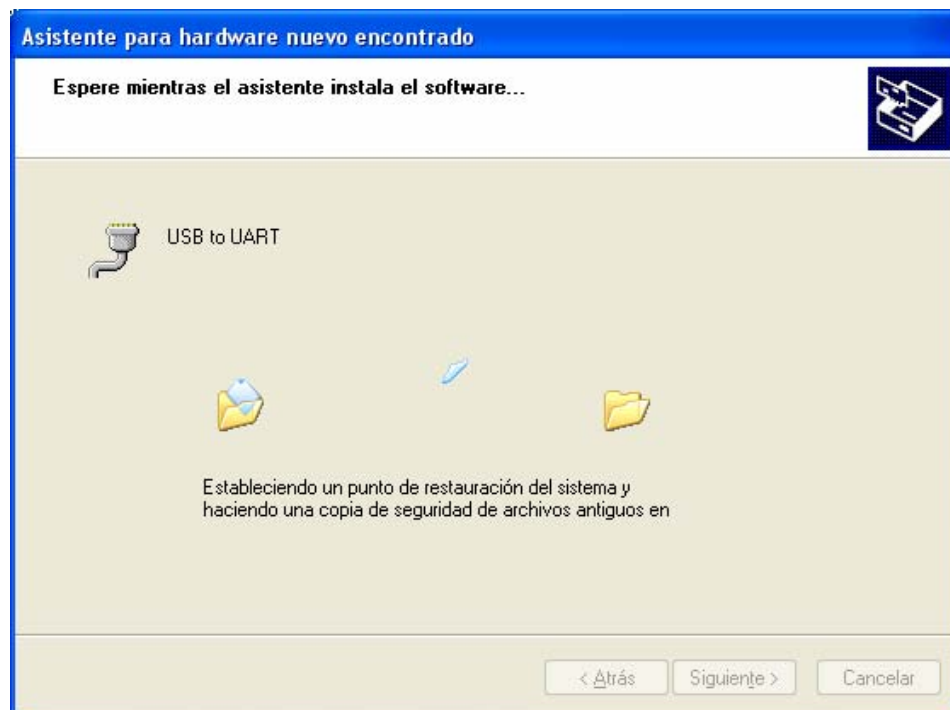 Asistente para hardware nuevo encontrado
Espere mientras el asistente instala el software...
USB to UART
Estableciendo un punto de restauración del sistema y
haciendo una copia de seguridad de archivos antiguos en
< Atrás Siguiente > Cancelar